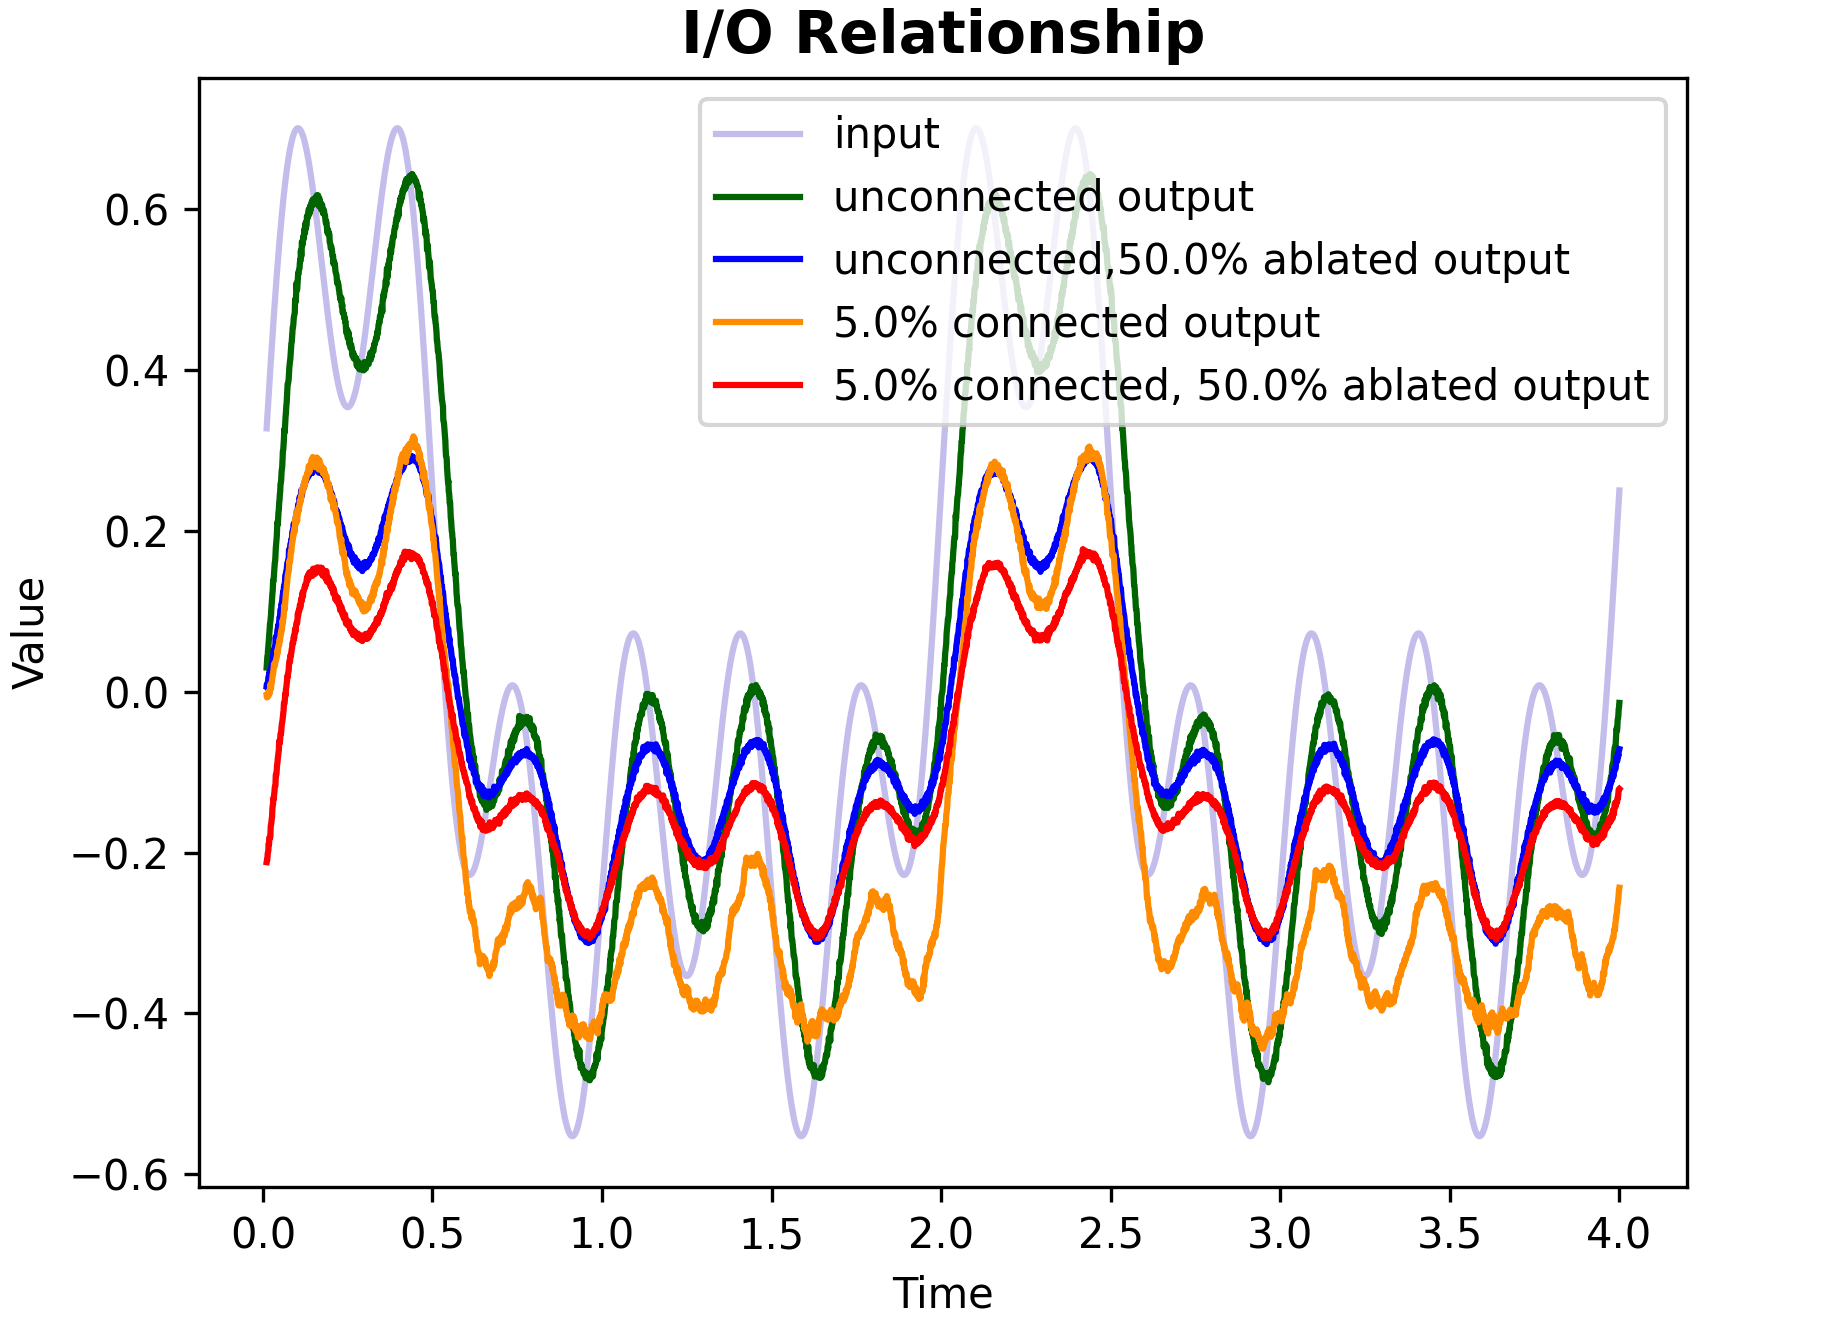 I/O Relationship
input
unconnected output
unconnected,50.0% ablated output
5.0% connected output
5.0% connected, 50.0% ablated output
Value
0.6
0.4
0.2
0.0
−0.2
−0.4
−0.6
0.0 0.5 1.0 1.5 2.0 2.5 3.0 3.5 4.0
Time